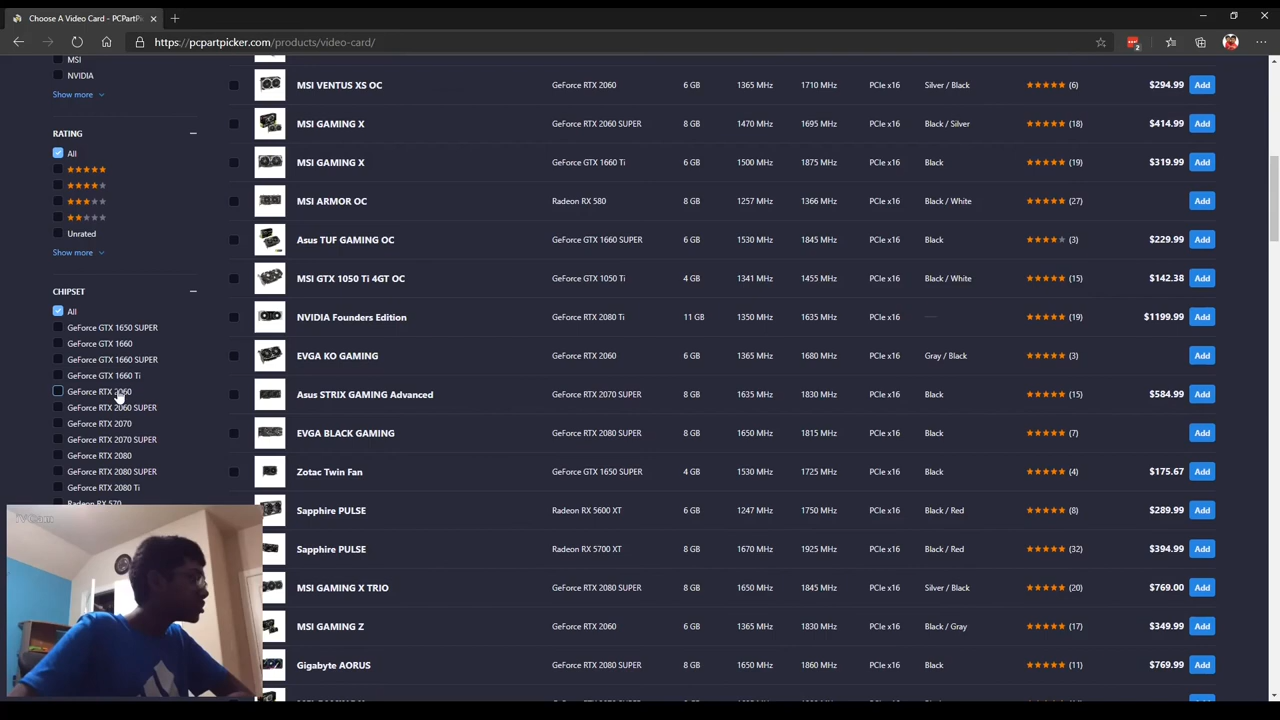 Choose A Video Card - PCPartPi
https://pcpartpicker.com/products/video-card/
2
MSI
NVIDIA
Show more
RATING
All
Unrated
Show more
CHIPSET
All
GeForce GTX 1650 SUPER
GeForce GTX 1660
GeForce GTX 1660 SUPER
GeForce GTX 1660 Ti
GeForce RTX 2060
GeForce RTX 2060 SUPER
GeForce RTX 2070
GeForce RTX 2070 SUPER
GeForce RTX 2080
GeForce RTX 2080 SUPER
GeForce RTX 2080 Ti
Radeon RX 570
iVCam
MSI VENTUS XS OC GeForce RTX 2060 6 GB 1365 MHz 1710 MHz PCIe x16 Silver / Black (6) $294.99 Add
MSI GAMING X GeForce RTX 2060 SUPER 8 GB 1470 MHz 1695 MHz PCIe x16 Black / Silver (18) $414.99 Add
MSI GAMING X GeForce GTX 1660 Ti 6 GB 1500 MHz 1875 MHz PCIe x16 Black (19) $319.99 Add
MSI ARMOR OC Radeon RX 580 8 GB 1257 MHz 1366 MHz PCIe x16 Black / White (27) Add
Asus TUF GAMING OC GeForce GTX 1660 SUPER 6 GB 1530 MHz 1845 MHz PCIe x16 Black (3) $239.99 Add
MSI GTX 1050 Ti 4GT OC GeForce GTX 1050 Ti 4 GB 1341 MHz 1455 MHz PCIe x16 Black / White (15) $142.38 Add
NVIDIA Founders Edition GeForce RTX 2080 Ti 11 GB 1350 MHz 1635 MHz PCIe x16 (19) $1199.99 Add
EVGA KO GAMING GeForce RTX 2060 6 GB 1365 MHz 1680 MHz PCIe x16 Gray / Black (3) Add
Asus STRIX GAMING Advanced GeForce RTX 2070 SUPER 8 GB 1635 MHz 1830 MHz PCIe x16 Black (15) $584.99 Add
EVGA BLACK GAMING GeForce RTX 2080 SUPER 8 GB 1650 MHz 1815 MHz PCIe x16 Black (7) Add
Zotac Twin Fan GeForce GTX 1650 SUPER 4 GB 1530 MHz 1725 MHz PCIe x16 Black (4) $175.67 Add
Sapphire PULSE Radeon RX 5600 XT 6 GB 1247 MHz 1750 MHz PCIe x16 Black / Red (8) $289.99 Add
Sapphire PULSE Radeon RX 5700 XT 8 GB 1670 MHz 1925 MHz PCIe x16 Black / Red (32) $394.99 Add
MSI GAMING X TRIO GeForce RTX 2080 SUPER 8 GB 1650 MHz 1845 MHz PCIe x16 Silver / Black (20) $769.00 Add
MSI GAMING Z GeForce RTX 2060 6 GB 1365 MHz 1830 MHz PCIe x16 Black / Gray (17) $349.99 Add
Gigabyte AORUS GeForce RTX 2080 SUPER 8 GB 1650 MHz 1860 MHz PCIe x16 Black (11) $769.99 Add